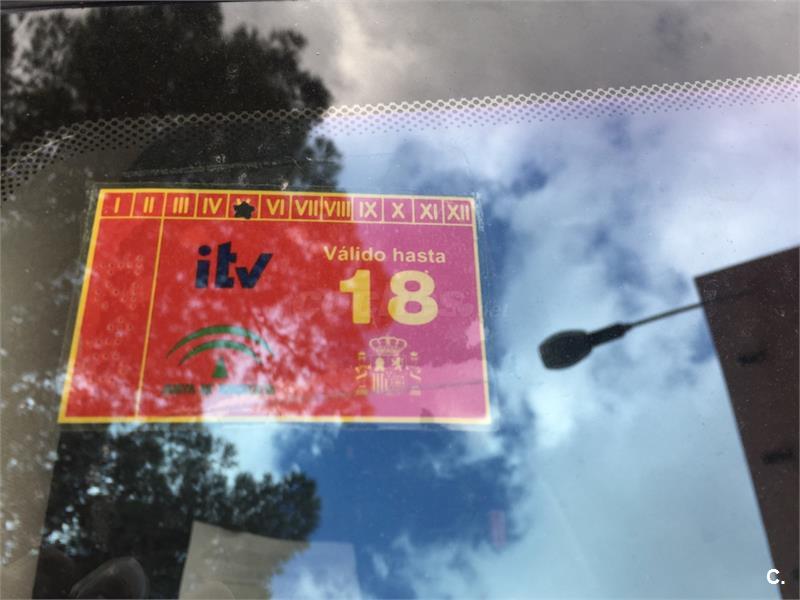 I II III IV VI VII VIII IX X XI XII
itv
Válido hasta
18
C.